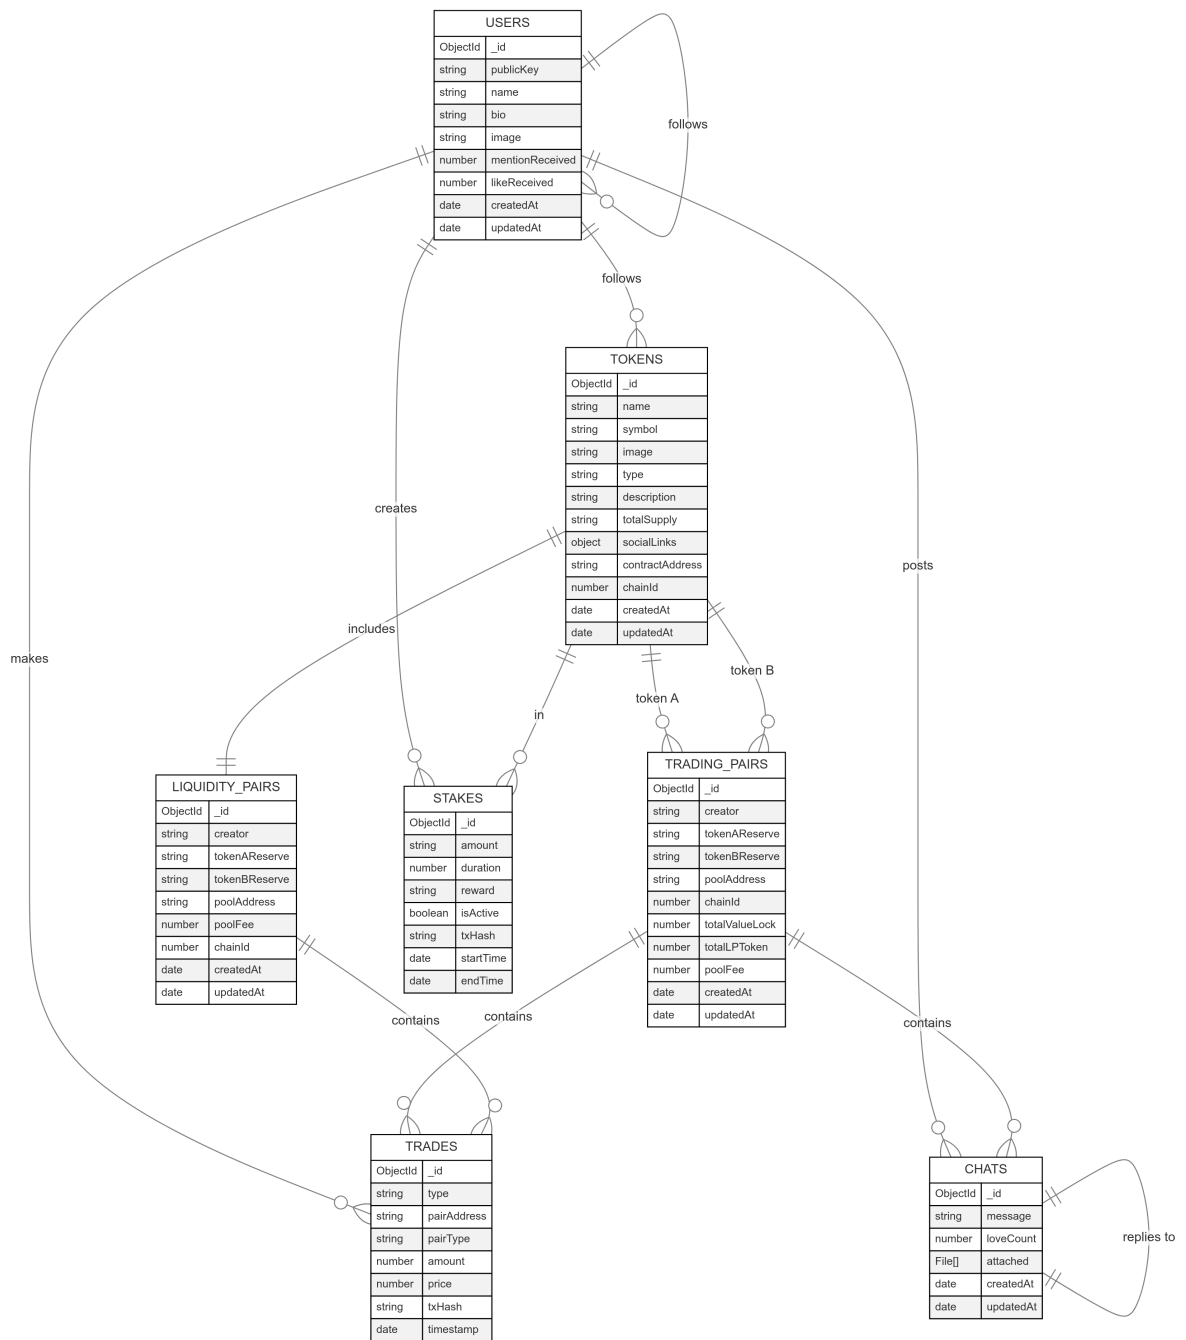 USERS
ObjectId _id
string publicKey
string name
string bio
string image
number mentionReceived
number likeReceived
date createdAt
date updatedAt
follows
follows
TOKENS
ObjectId _id
string name
string symbol
string image
string type
string description
string totalSupply
object socialLinks
string contractAddress
number chainId
date createdAt
date updatedAt
creates
posts
includes
makes
token B
token A
in
LIQUIDITY_PAIRS
ObjectId _id
string creator
string tokenAReserve
string tokenBReserve
string poolAddress
number poolFee
number chainId
date createdAt
date updatedAt
STAKES
ObjectId _id
string amount
number duration
string reward
boolean isActive
string txHash
date startTime
date endTime
TRADING_PAIRS
ObjectId _id
string creator
string tokenAReserve
string tokenBReserve
string poolAddress
number chainId
number totalValueLock
number totalLPToken
number poolFee
date createdAt
date updatedAt
contains
contains
contains
TRADES
ObjectId _id
string type
string pairAddress
string pairType
number amount
number price
string txHash
date timestamp
CHATS
ObjectId _id
string message
number loveCount
File[] attached
date createdAt
date updatedAt
replies to